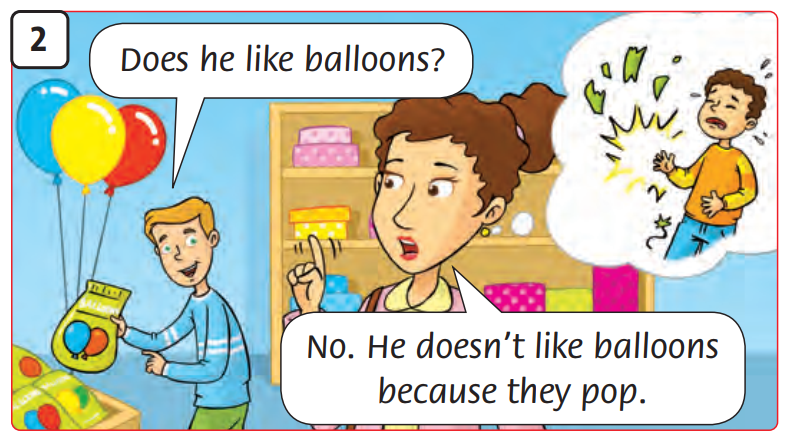 2
Does he like balloons?
No. He doesn't like balloons
because they pop.